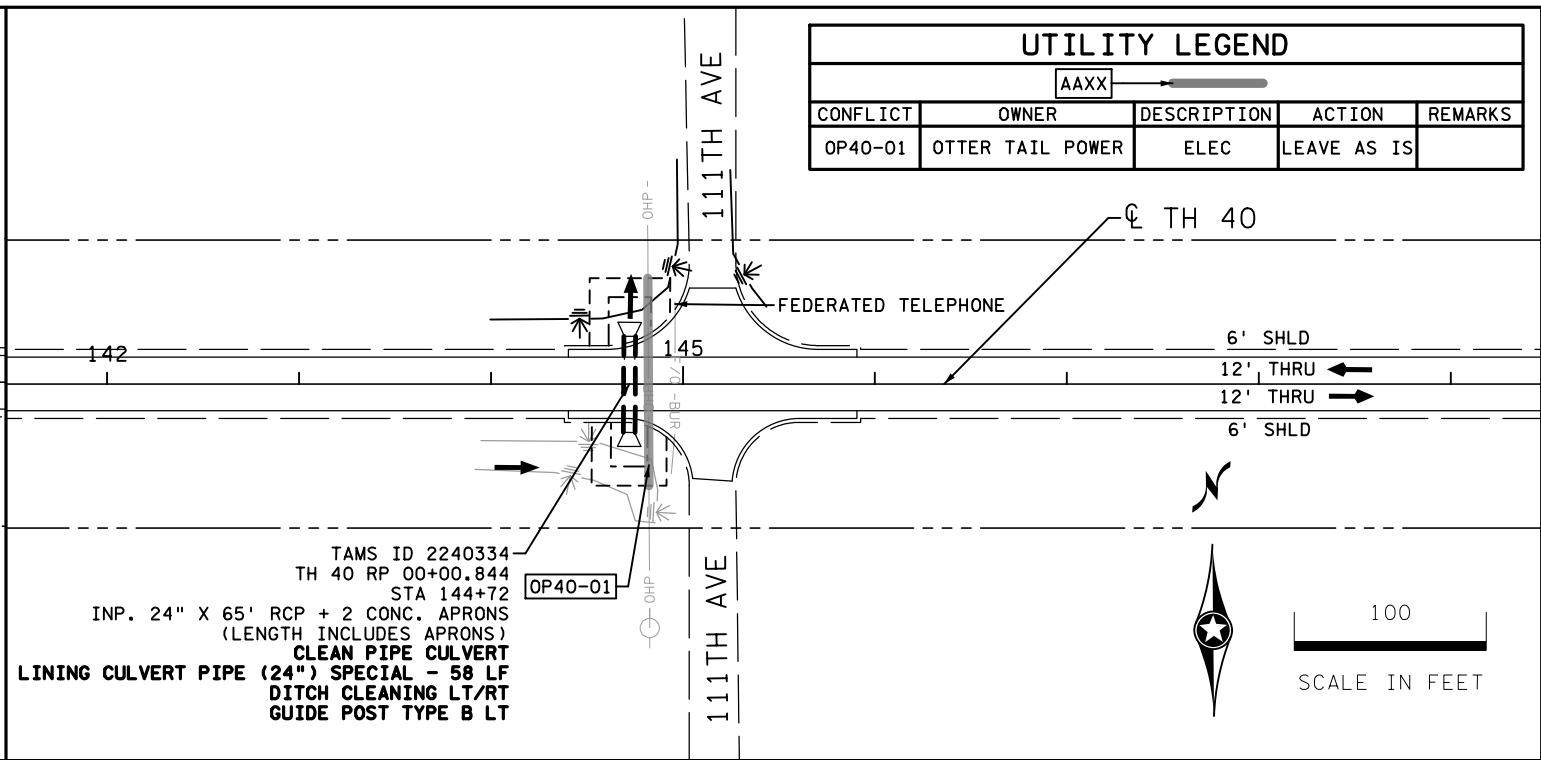 UTILITY LEGEND
AAXX
CONFLICT OWNER DESCRIPTION ACTION REMARKS
OP40-01 OTTER TAIL POWER ELEC LEAVE AS IS
111TH AVE
OHP
℄ TH 40
FEDERATED TELEPHONE
142
145
6' SHLD
12' THRU
12' THRU
6' SHLD
N
TAMS ID 2240334
TH 40 RP 00+00.844
STA 144+72
INP. 24" X 65' RCP + 2 CONC. APRONS
(LENGTH INCLUDES APRONS)
CLEAN PIPE CULVERT
LINING CULVERT PIPE (24") SPECIAL - 58 LF
DITCH CLEANING LT/RT
GUIDE POST TYPE B LT
OP40-01
OHP
111TH AVE
100
SCALE IN FEET